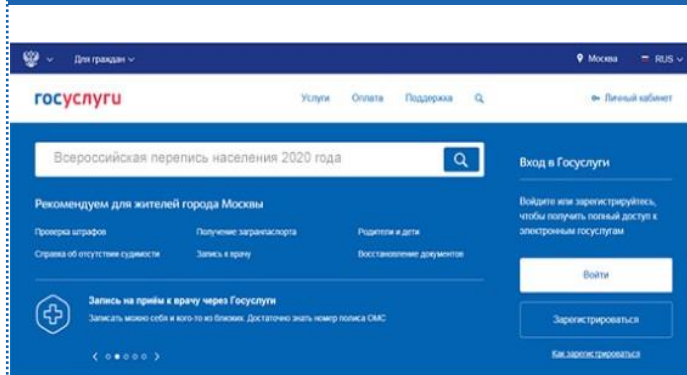 Для граждан
Москва
RUS
госуслуги
Услуги Оплата Поддержка
Личный кабинет
Всероссийская перепись населения 2020 года
Вход в Госуслуги
Рекомендуем для жителей города Москвы
Войдите или зарегистрируйтесь,
чтобы получить полный доступ к
электронным госуслугам
Проверка штрафов Получение загранпаспорта Родители и дети
Справка об отсутствии судимости Запись к врачу Восстановление документов
Войти
Запись на приём к врачу через Госуслуги
Записать можно себя и кого-то из близких. Достаточно знать номер полиса ОМС
Зарегистрироваться
Как зарегистрироваться